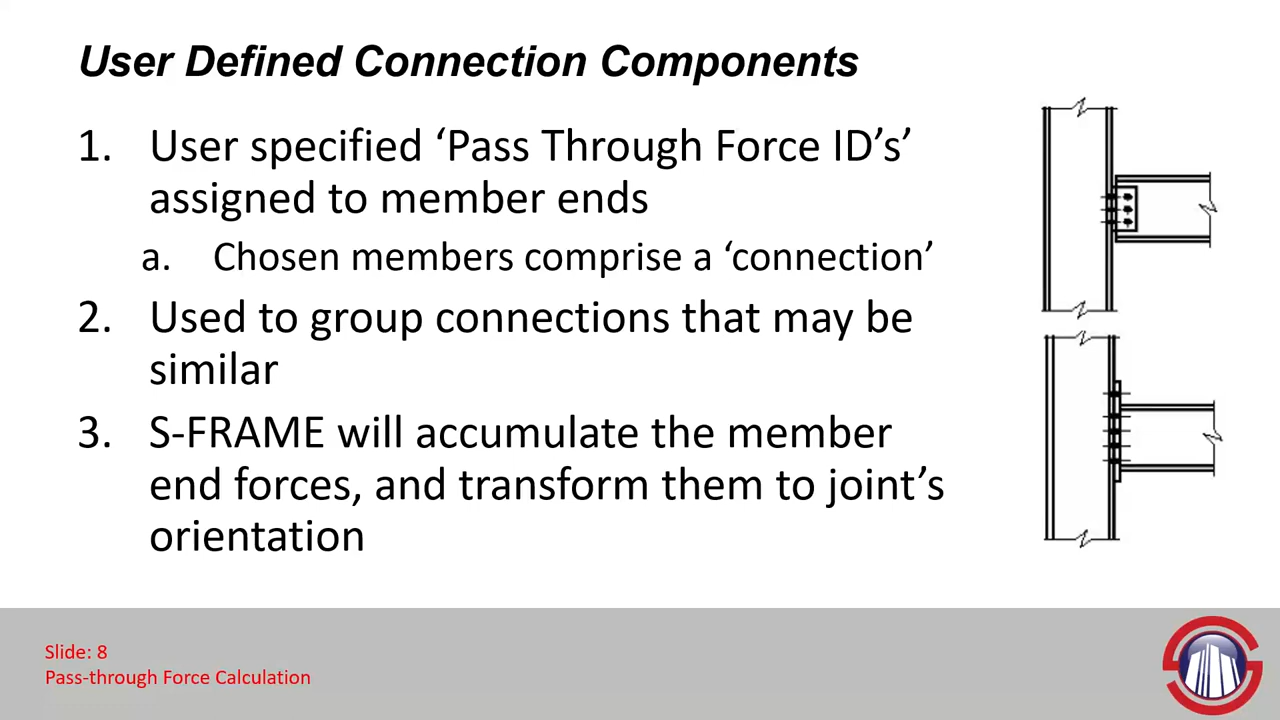 User Defined Connection Components
1. User specified ‘Pass Through Force ID’s’
assigned to member ends
a. Chosen members comprise a ‘connection’
2. Used to group connections that may be
similar
3. S-FRAME will accumulate the member
end forces, and transform them to joint’s
orientation
Slide: 8
Pass-through Force Calculation